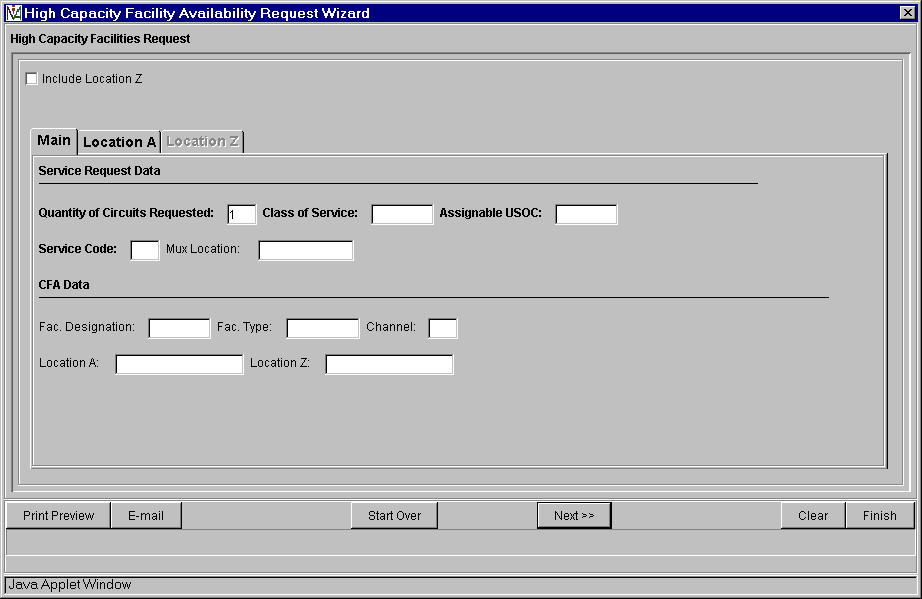 High Capacity Facility Availability Request Wizard
High Capacity Facilities Request
Include Location Z
Main Location A Location Z
Service Request Data
Quantity of Circuits Requested: 1 Class of Service: Assignable USOC:
Service Code: Mux Location:
CFA Data
Fac. Designation: Fac. Type: Channel:
Location A: Location Z:
Print Preview E-mail Start Over Next >> Clear Finish
Java Applet Window